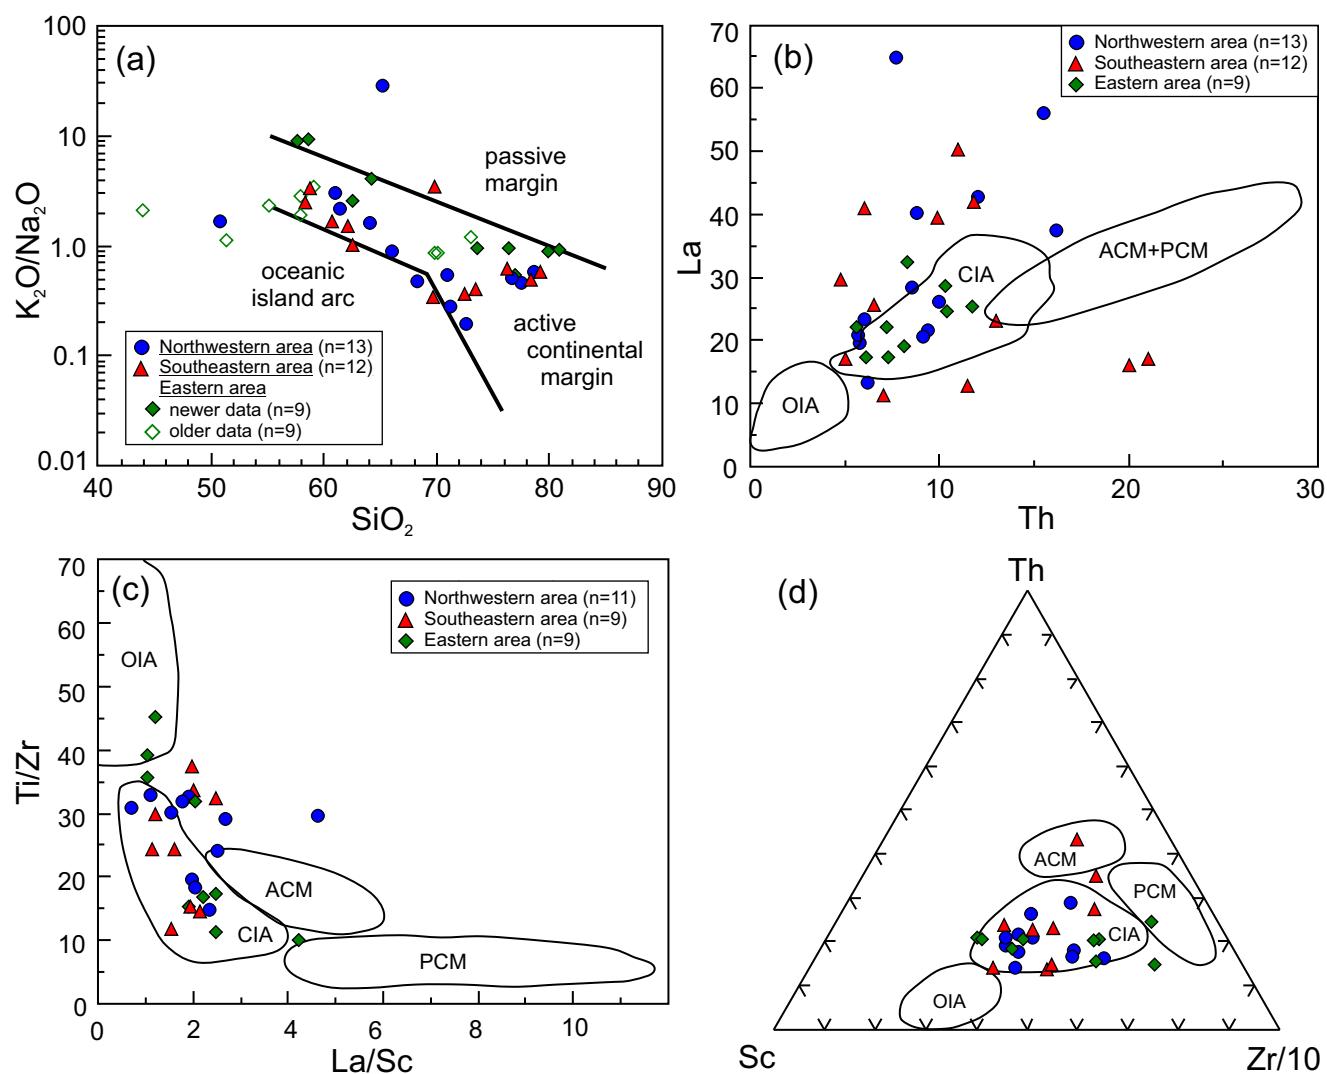 (a)
100
10
1.0
0.1
0.01
K2O/Na2O
passive
margin
oceanic
island arc
active
continental
margin
Northwestern area (n=13)
Southeastern area (n=12)
Eastern area
newer data (n=9)
older data (n=9)
40 50 60 70 80 90
SiO2
(b)
70
60
50
40
30
20
10
0
La
Northwestern area (n=13)
Southeastern area (n=12)
Eastern area (n=9)
ACM+PCM
CIA
OIA
0 10 20 30
Th
(c)
70
60
50
40
30
20
10
0
Ti/Zr
Northwestern area (n=11)
Southeastern area (n=9)
Eastern area (n=9)
OIA
ACM
CIA
PCM
0 2 4 6 8 10
La/Sc
(d)
Th
ACM
PCM
CIA
OIA
Sc Zr/10